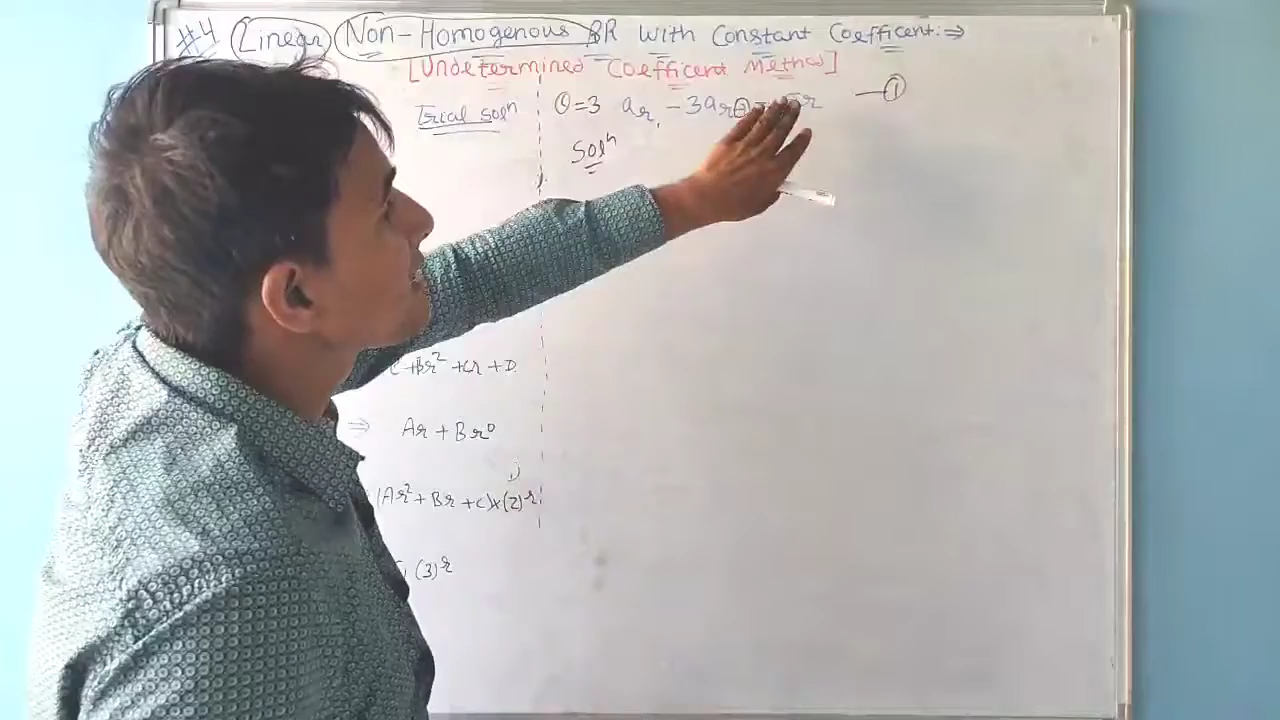 #4 Linear Non-Homogenous RR With Constant Coefficent:⇒
[Undetermined Coefficent Method]
Trial solⁿ
Q=3 aᵣ - 3aᵣ —①
Solⁿ
+Br² +Cr + D
⇒ Ar + Br⁰
(Ar² + Br + C)×(2)ʳ
(3)ʳ